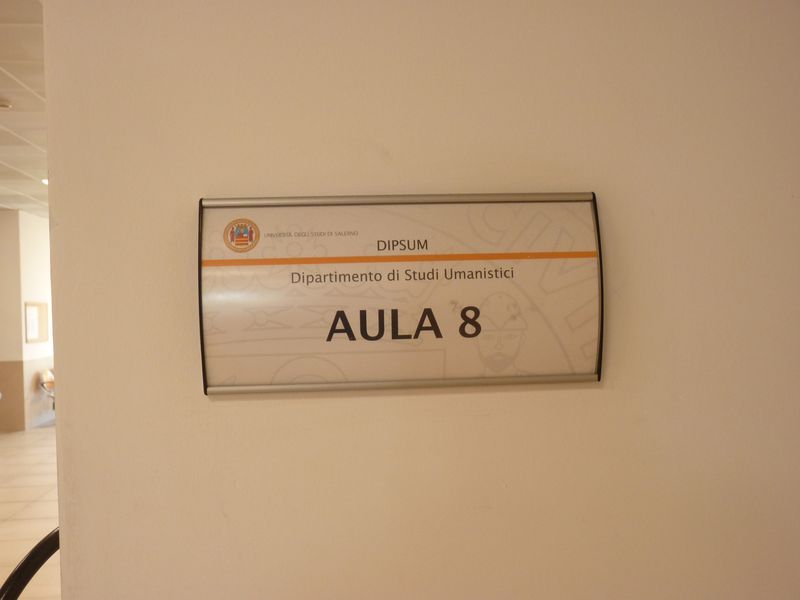 UNIVERSITÀ DEGLI STUDI DI SALERNO
DIPSUM
Dipartimento di Studi Umanistici
AULA 8